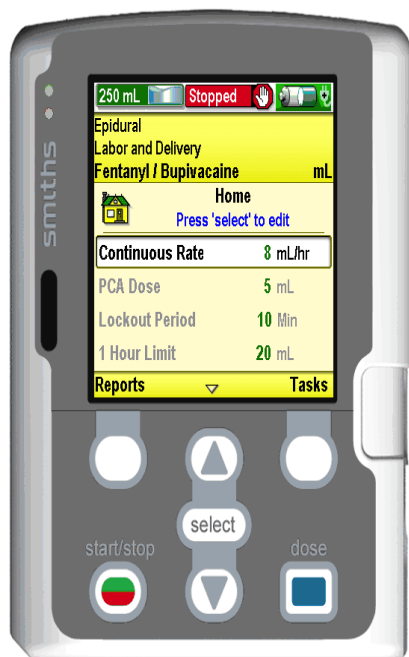 250 mL Stopped
Epidural
Labor and Delivery
Fentanyl / Bupivacaine mL
Home
Press 'select' to edit
Continuous Rate 8 mL/hr
PCA Dose 5 mL
Lockout Period 10 Min
1 Hour Limit 20 mL
Reports Tasks
smiths
select
start/stop dose